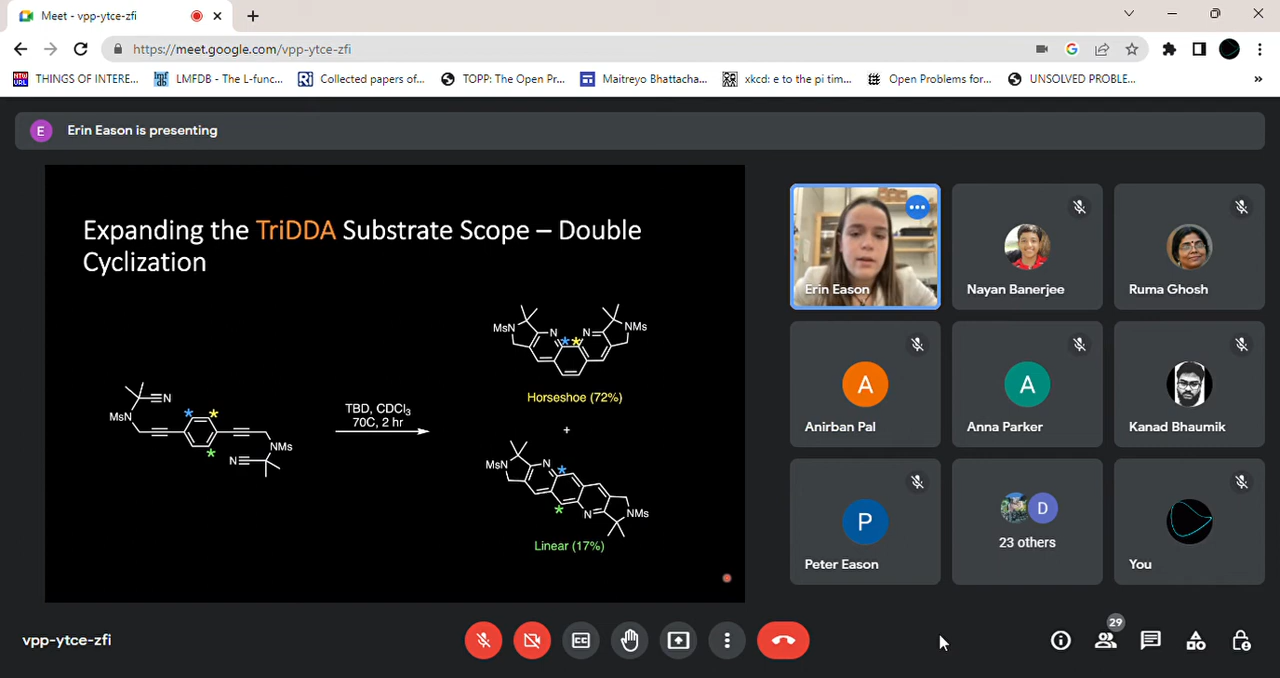 Meet - vpp-ytce-zfi
https://meet.google.com/vpp-ytce-zfi
THINGS OF INTERE...
LMFDB - The L-func...
Collected papers of...
TOPP: The Open Pr...
Maitreyo Bhattacha...
xkcd: e to the pi tim...
Open Problems for...
UNSOLVED PROBLE...
E
Erin Eason is presenting
Expanding the TriDDA Substrate Scope – Double
Cyclization
MsN
N
N
NMs
Horseshoe (72%)
+
MsN
N
N
NMs
Linear (17%)
MsN
N
NMs
N
TBD, CDCl3
70C, 2 hr
Erin Eason
Nayan Banerjee
Ruma Ghosh
A
Anirban Pal
A
Anna Parker
Kanad Bhaumik
P
Peter Eason
D
23 others
You
vpp-ytce-zfi
29